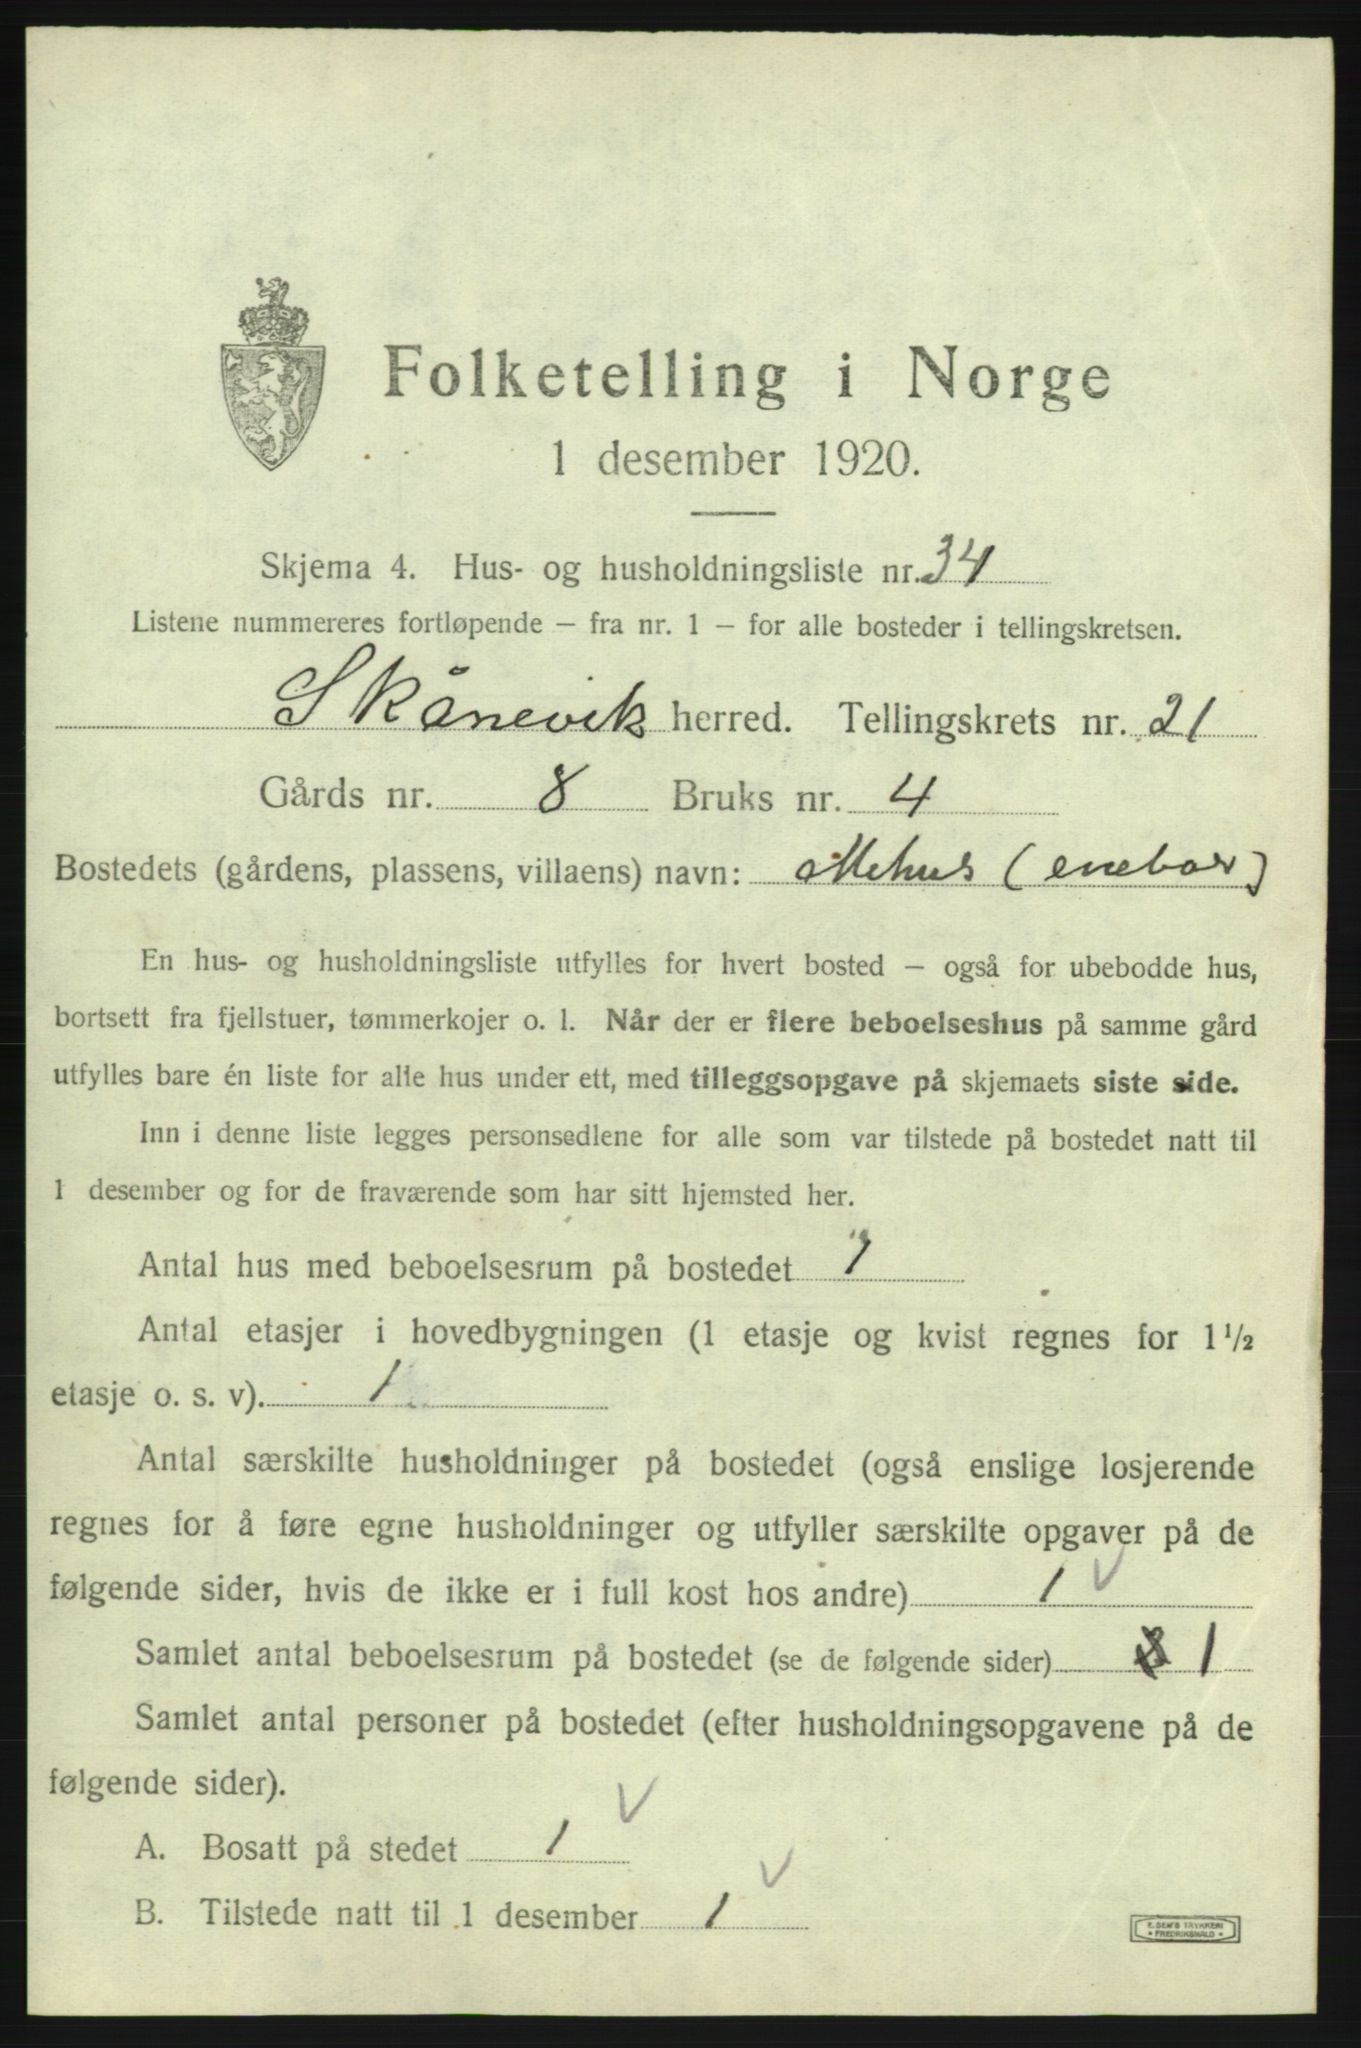 Folketelling i Norge
1 desember 1920.
Skjema 4. Hus- og husholdningsliste nr. 34
Listene nummereres fortløpende – fra nr. 1 – for alle bosteder i tellingskretsen.
Skånevik herred. Tellingskrets nr. 21
Gårds nr. 8 Bruks nr. 4
Bostedets (gårdens, plassens, villaens) navn: Mehus (enebor)
En hus- og husholdningsliste utfylles for hvert bosted – også for ubebodde hus,
bortsett fra fjellstuer, tømmerkojer o. l. Når der er flere beboelseshus på samme gård
utfylles bare én liste for alle hus under ett, med tilleggsopgave på skjemaets siste side.
Inn i denne liste legges personsedlene for alle som var tilstede på bostedet natt til
1 desember og for de fraværende som har sitt hjemsted her.
Antal hus med beboelsesrum på bostedet 1
Antal etasjer i hovedbygningen (1 etasje og kvist regnes for 1 1/2
etasje o. s. v). 1
Antal særskilte husholdninger på bostedet (også enslige losjerende
regnes for å føre egne husholdninger og utfyller særskilte opgaver på de
følgende sider, hvis de ikke er i full kost hos andre) 1 V
Samlet antal beboelsesrum på bostedet (se de følgende sider) 1
Samlet antal personer på bostedet (efter husholdningsopgavene på de
følgende sider).
A. Bosatt på stedet 1 V
B. Tilstede natt til 1 desember 1 V
E. SEM'S TRYKKERI
FREDRIKSHALD